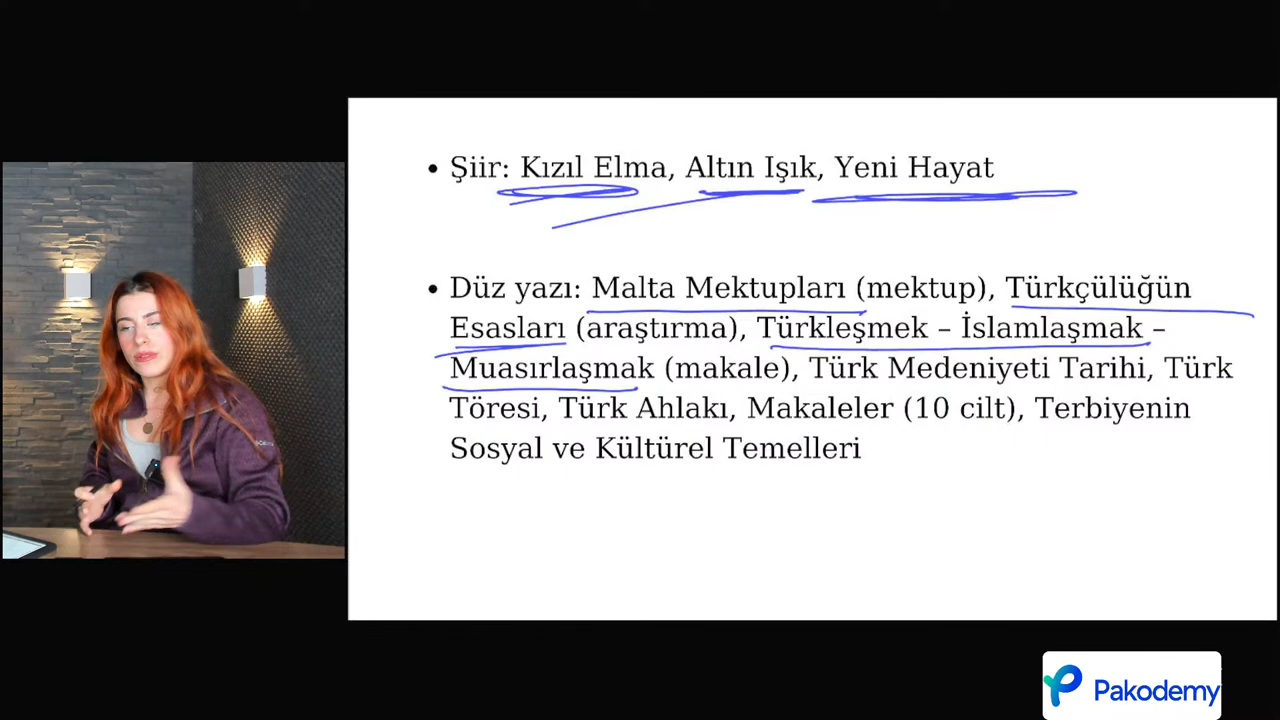 • Şiir: Kızıl Elma, Altın Işık, Yeni Hayat
• Düz yazı: Malta Mektupları (mektup), Türkçülüğün
Esasları (araştırma), Türkleşmek – İslamlaşmak –
Muasırlaşmak (makale), Türk Medeniyeti Tarihi, Türk
Töresi, Türk Ahlakı, Makaleler (10 cilt), Terbiyenin
Sosyal ve Kültürel Temelleri
Pakodemy